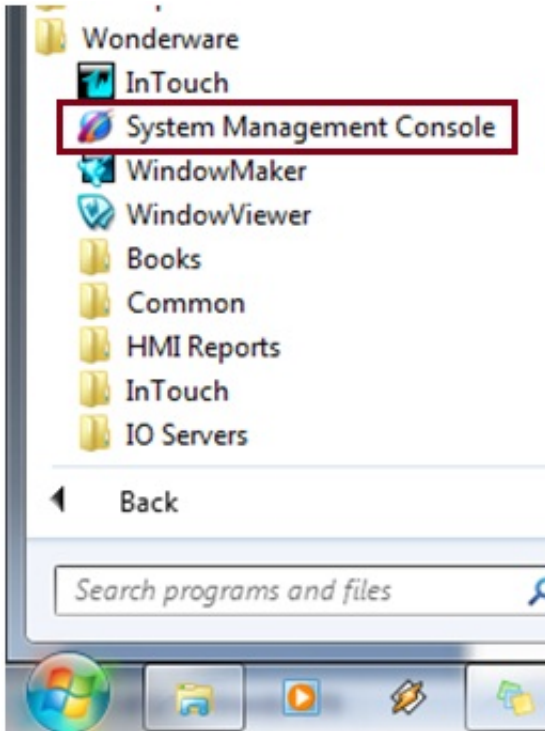 Wonderware
InTouch
System Management Console
WindowMaker
WindowViewer
Books
Common
HMI Reports
InTouch
IO Servers
Back
Search programs and files